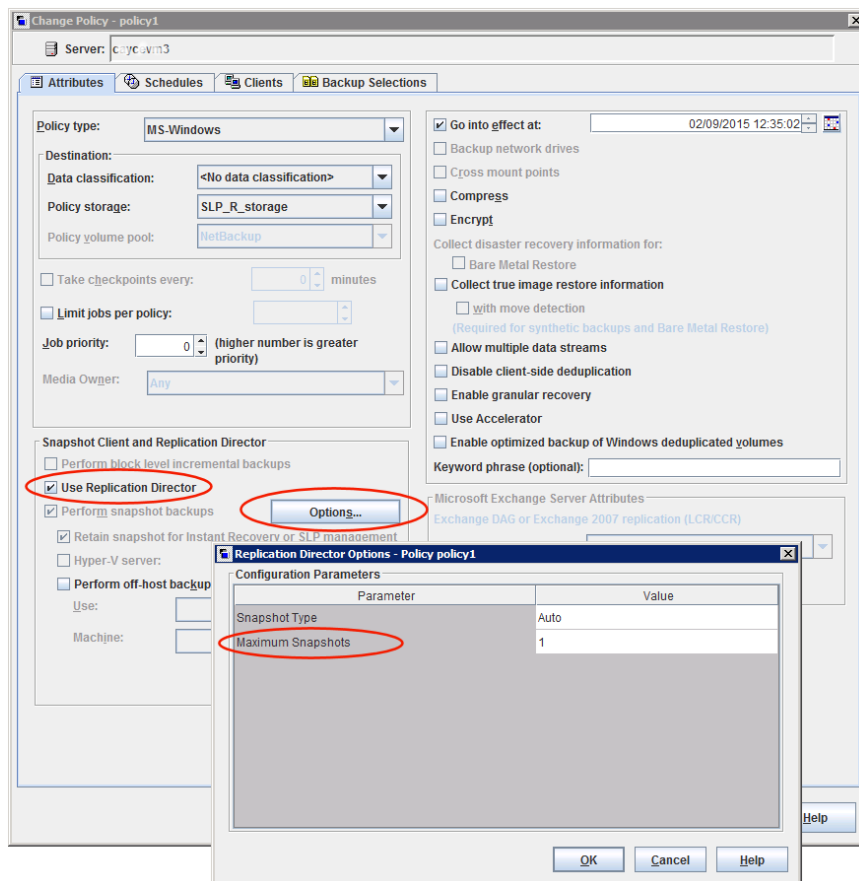 Change Policy - policy1
Server:
Attributes
Schedules
Clients
Backup Selections
Policy type: MS-Windows
Destination:
Data classification: <No data classification>
Policy storage: SLP_R_storage
Policy volume pool: NetBackup
Take checkpoints every: 0 minutes
Limit jobs per policy:
Job priority: 0 (higher number is greater
priority)
Media Owner: Any
Snapshot Client and Replication Director
Perform block level incremental backups
Use Replication Director
Perform snapshot backups Options...
Retain snapshot for Instant Recovery or SLP management
Hyper-V server:
Perform off-host backup
Use:
Machine:
Go into effect at: 02/09/2015 12:35:02
Backup network drives
Cross mount points
Compress
Encrypt
Collect disaster recovery information for:
Bare Metal Restore
Collect true image restore information
with move detection
(Required for synthetic backups and Bare Metal Restore)
Allow multiple data streams
Disable client-side deduplication
Enable granular recovery
Use Accelerator
Enable optimized backup of Windows deduplicated volumes
Keyword phrase (optional):
Microsoft Exchange Server Attributes
Exchange DAG or Exchange 2007 replication (LCR/CCR)
Replication Director Options - Policy policy1
Configuration Parameters
Parameter Value
Snapshot Type Auto
Maximum Snapshots 1
OK Cancel Help
Help